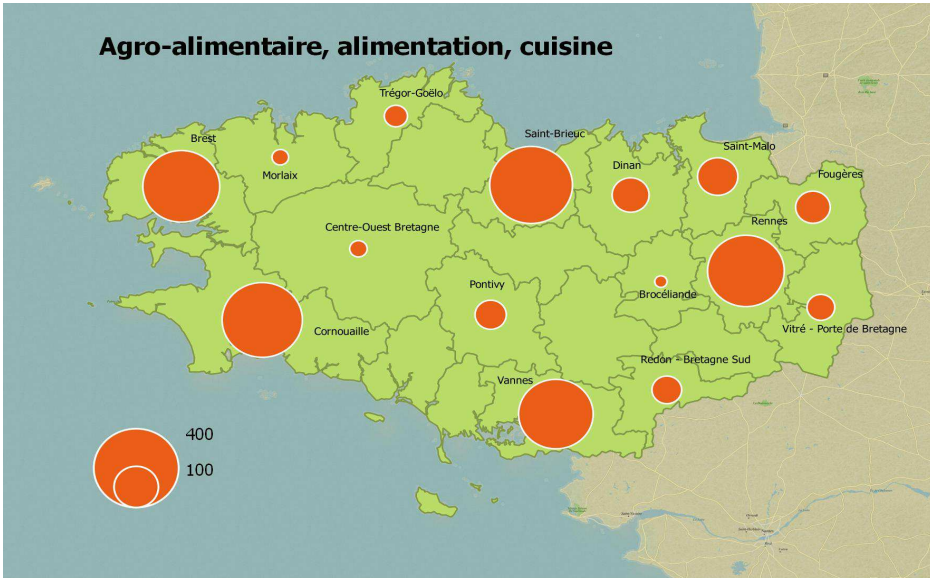 Agro-alimentaire, alimentation, cuisine
Trégor-Goëlo
Brest
Saint-Brieuc
Saint-Malo
Morlaix
Dinan
Fougères
Rennes
Centre-Ouest Bretagne
Pontivy
Brocéliande
Cornouaille
Vitré - Porte de Bretagne
Redon - Bretagne Sud
Vannes
400
100